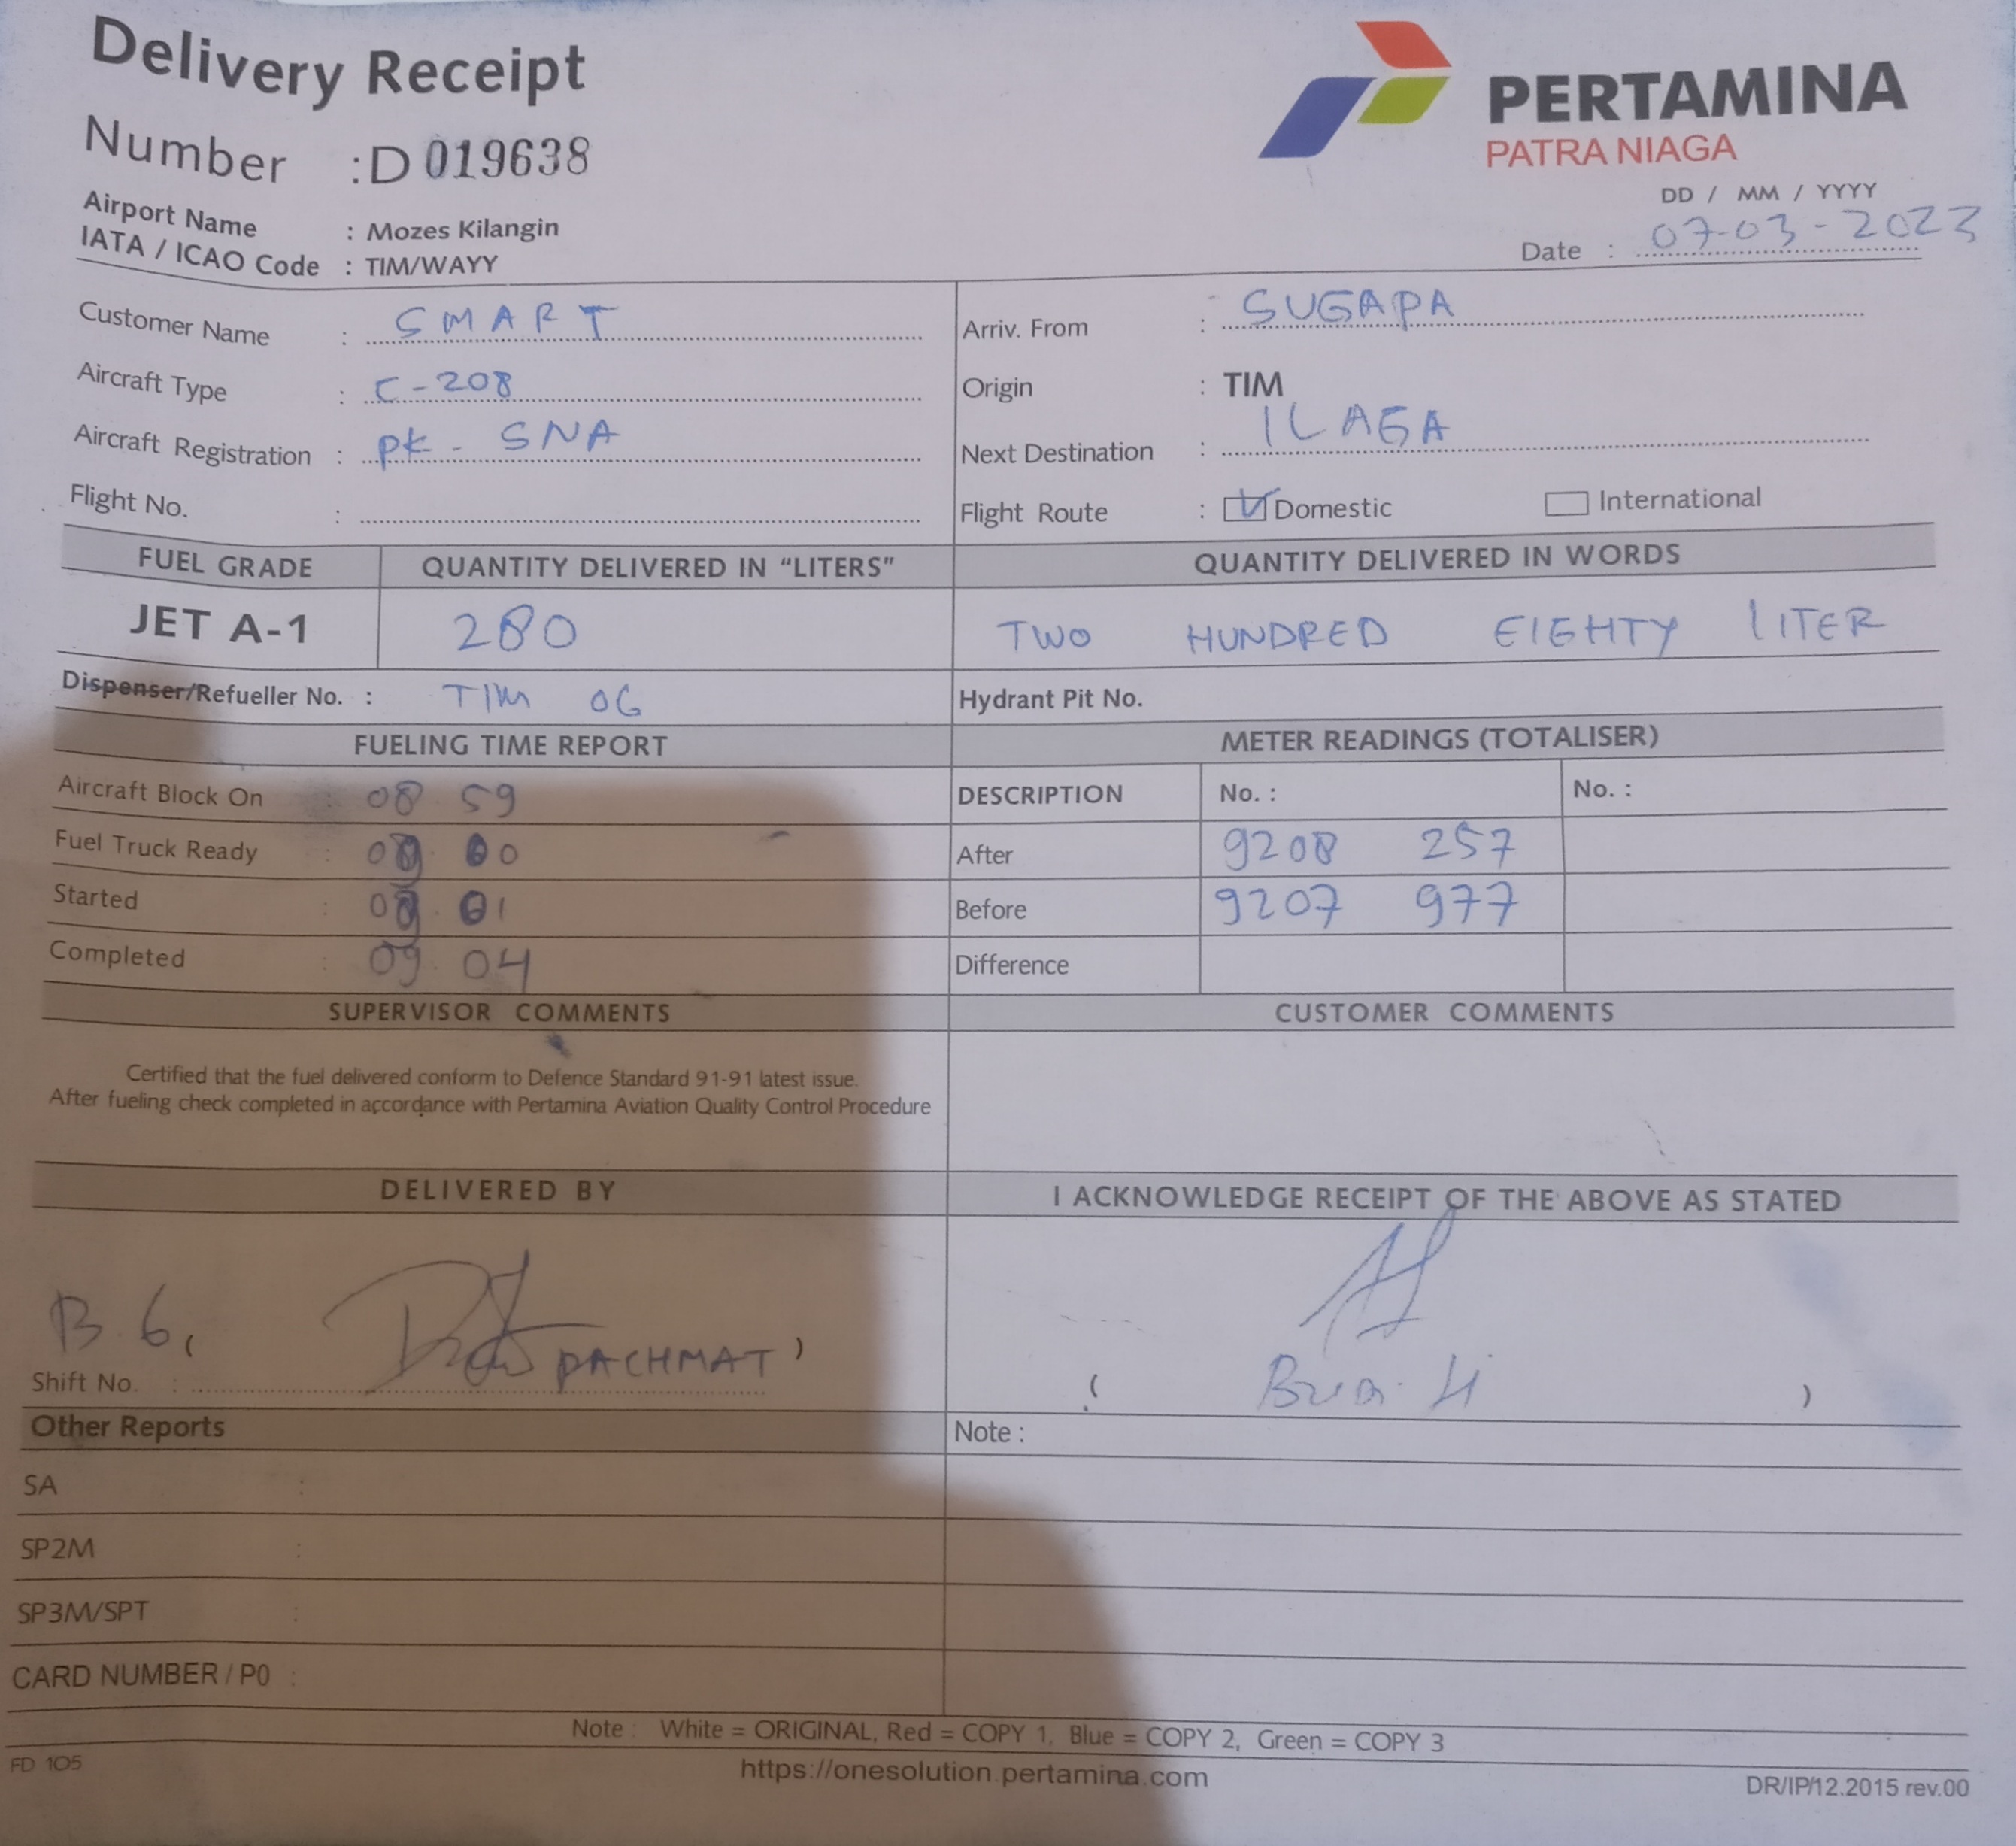 Delivery Receipt
PERTAMINA
PATRA NIAGA
Number : D 019638
DD / MM / YYYY
Date : 07-03-2023
Airport Name : Mozes Kilangin
IATA / ICAO Code : TIM/WAYY
Customer Name : SMART
Arriv. From : SUGAPA
Aircraft Type : C-208
Origin : TIM
Aircraft Registration : pk - SNA
Next Destination : ILAGA
Flight No. :
Flight Route : V Domestic International
FUEL GRADE QUANTITY DELIVERED IN "LITERS" QUANTITY DELIVERED IN WORDS
JET A-1 280 TWO HUNDRED EIGHTY LITER
Dispenser/Refueller No. : TIM 06 Hydrant Pit No.
FUELING TIME REPORT METER READINGS (TOTALISER)
Aircraft Block On : 08 59 DESCRIPTION No. : No. :
Fuel Truck Ready : 09. 00 After 9208 257
Started : 09. 01 Before 9207 977
Completed : 09. 04 Difference
SUPERVISOR COMMENTS CUSTOMER COMMENTS
Certified that the fuel delivered conform to Defence Standard 91-91 latest issue.
After fueling check completed in accordance with Pertamina Aviation Quality Control Procedure
DELIVERED BY I ACKNOWLEDGE RECEIPT OF THE ABOVE AS STATED
B. 6, ( RACHMAT )
Shift No. : ( )
Other Reports Note :
SA :
SP2M :
SP3M/SPT :
CARD NUMBER / P0 :
Note : White = ORIGINAL, Red = COPY 1, Blue = COPY 2, Green = COPY 3
FD 105 https://onesolution.pertamina.com DR/IP/12.2015 rev.00